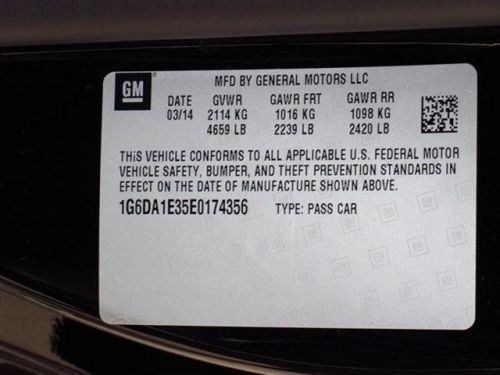 GM
MFD BY GENERAL MOTORS LLC
DATE GVWR GAWR FRT GAWR RR
03/14 2114 KG 1016 KG 1098 KG
4659 LB 2239 LB 2420 LB
THIS VEHICLE CONFORMS TO ALL APPLICABLE U.S. FEDERAL MOTOR
VEHICLE SAFETY, BUMPER, AND THEFT PREVENTION STANDARDS IN
EFFECT ON THE DATE OF MANUFACTURE SHOWN ABOVE.
1G6DA1E35E0174356 TYPE: PASS CAR